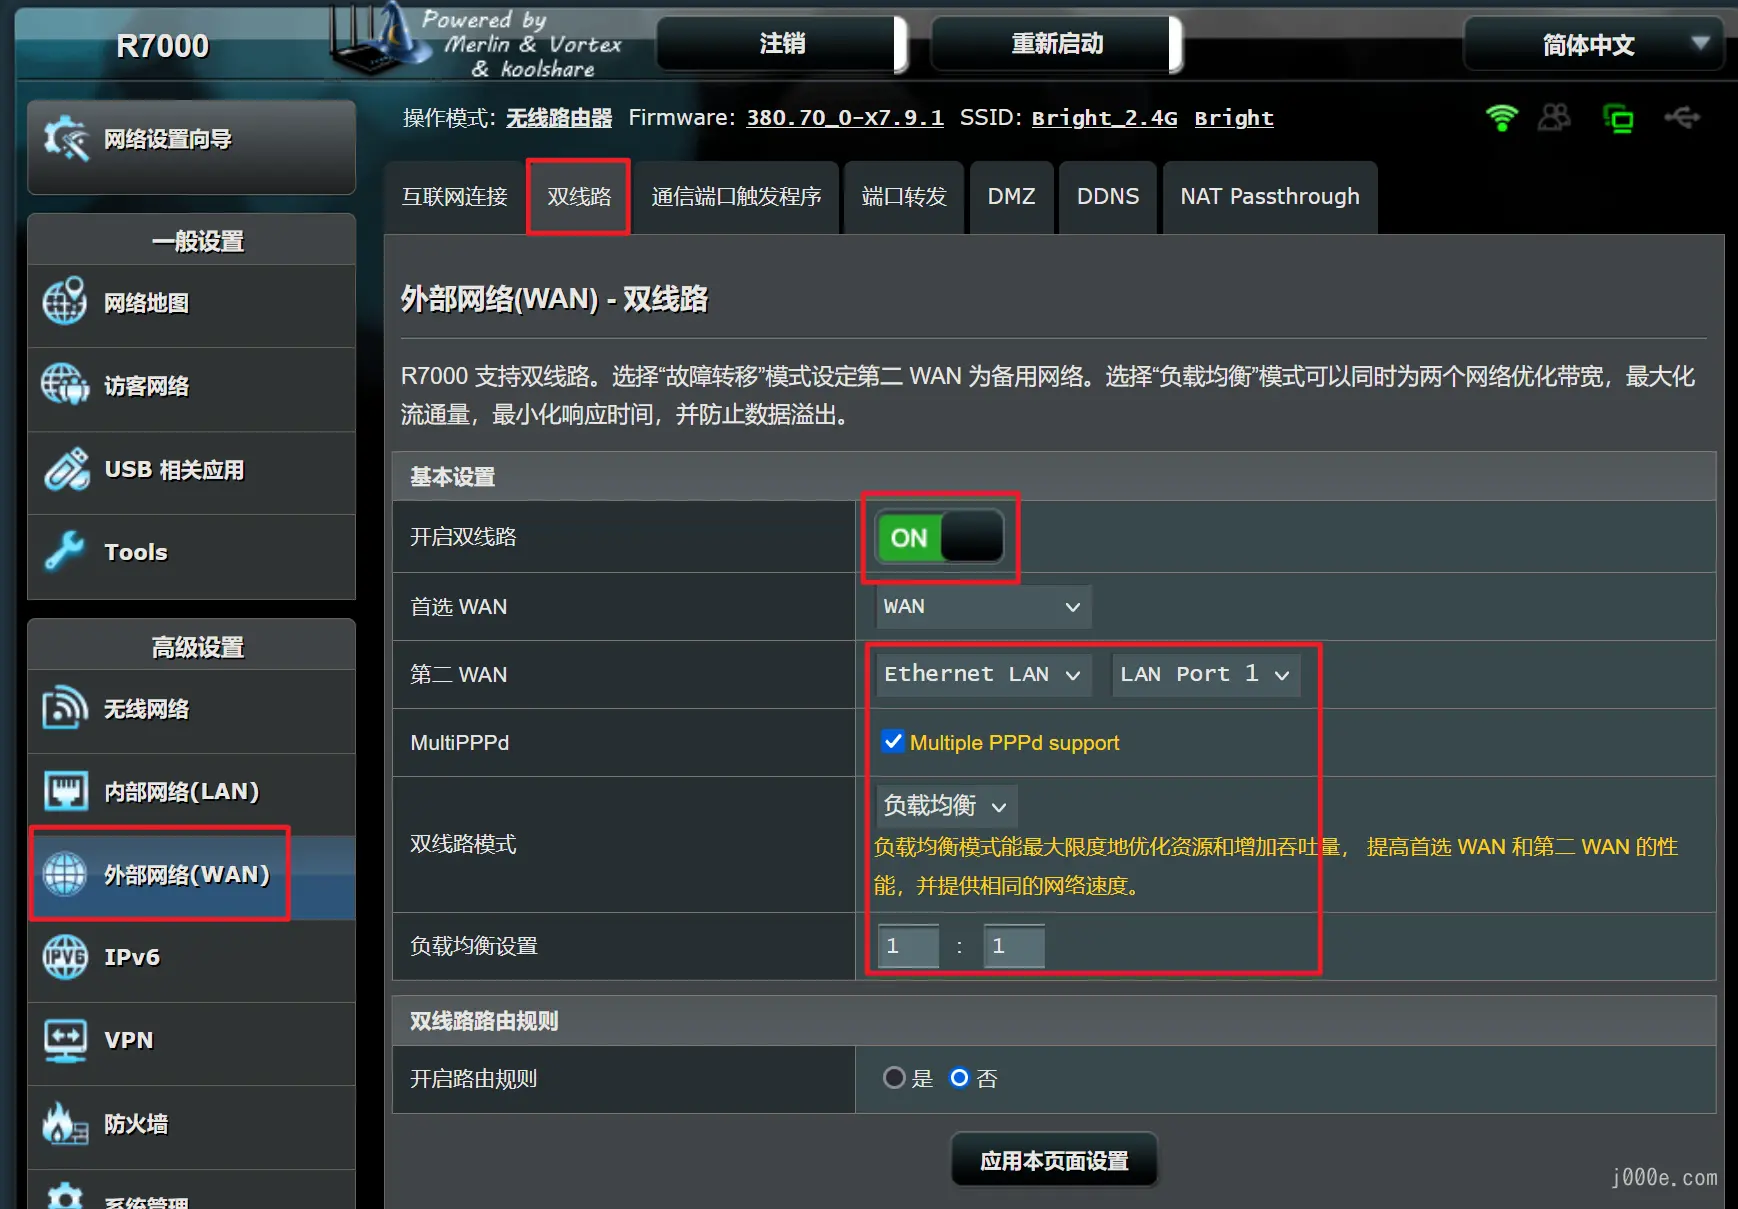 R7000
Powered by
Merlin & Vortex
& koolshare
注销
重新启动
简体中文
操作模式: 无线路由器 Firmware: 380.70_0-X7.9.1 SSID: Bright_2.4G Bright
网络设置向导
一般设置
网络地图
访客网络
USB 相关应用
Tools
高级设置
无线网络
内部网络(LAN)
外部网络(WAN)
IPv6
VPN
防火墙
系统管理
互联网连接
双线路
通信端口触发程序
端口转发
DMZ
DDNS
NAT Passthrough
外部网络(WAN) - 双线路
R7000 支持双线路。选择“故障转移”模式设定第二 WAN 为备用网络。选择“负载均衡”模式可以同时为两个网络优化带宽，最大化
流通量，最小化响应时间，并防止数据溢出。
基本设置
开启双线路 ON
首选 WAN WAN
第二 WAN Ethernet LAN LAN Port 1
MultiPPPd Multiple PPPd support
双线路模式 负载均衡
负载均衡模式能最大限度地优化资源和增加吞吐量， 提高首选 WAN 和第二 WAN 的性
能，并提供相同的网络速度。
负载均衡设置 1 : 1
双线路路由规则
开启路由规则 是 否
应用本页面设置
j000e.com